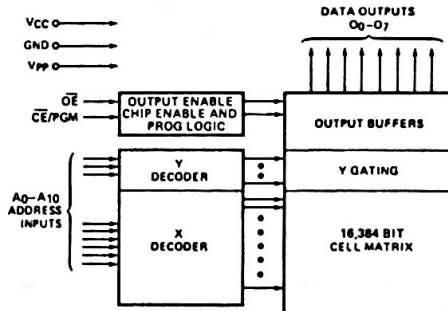 DATA OUTPUTS
O0–O7
VCC
GND
VPP
OE
CE/PGM
OUTPUT ENABLE
CHIP ENABLE AND
PROG LOGIC
OUTPUT BUFFERS
Y
DECODER
Y GATING
A0–A10
ADDRESS
INPUTS
X
DECODER
16,384 BIT
CELL MATRIX